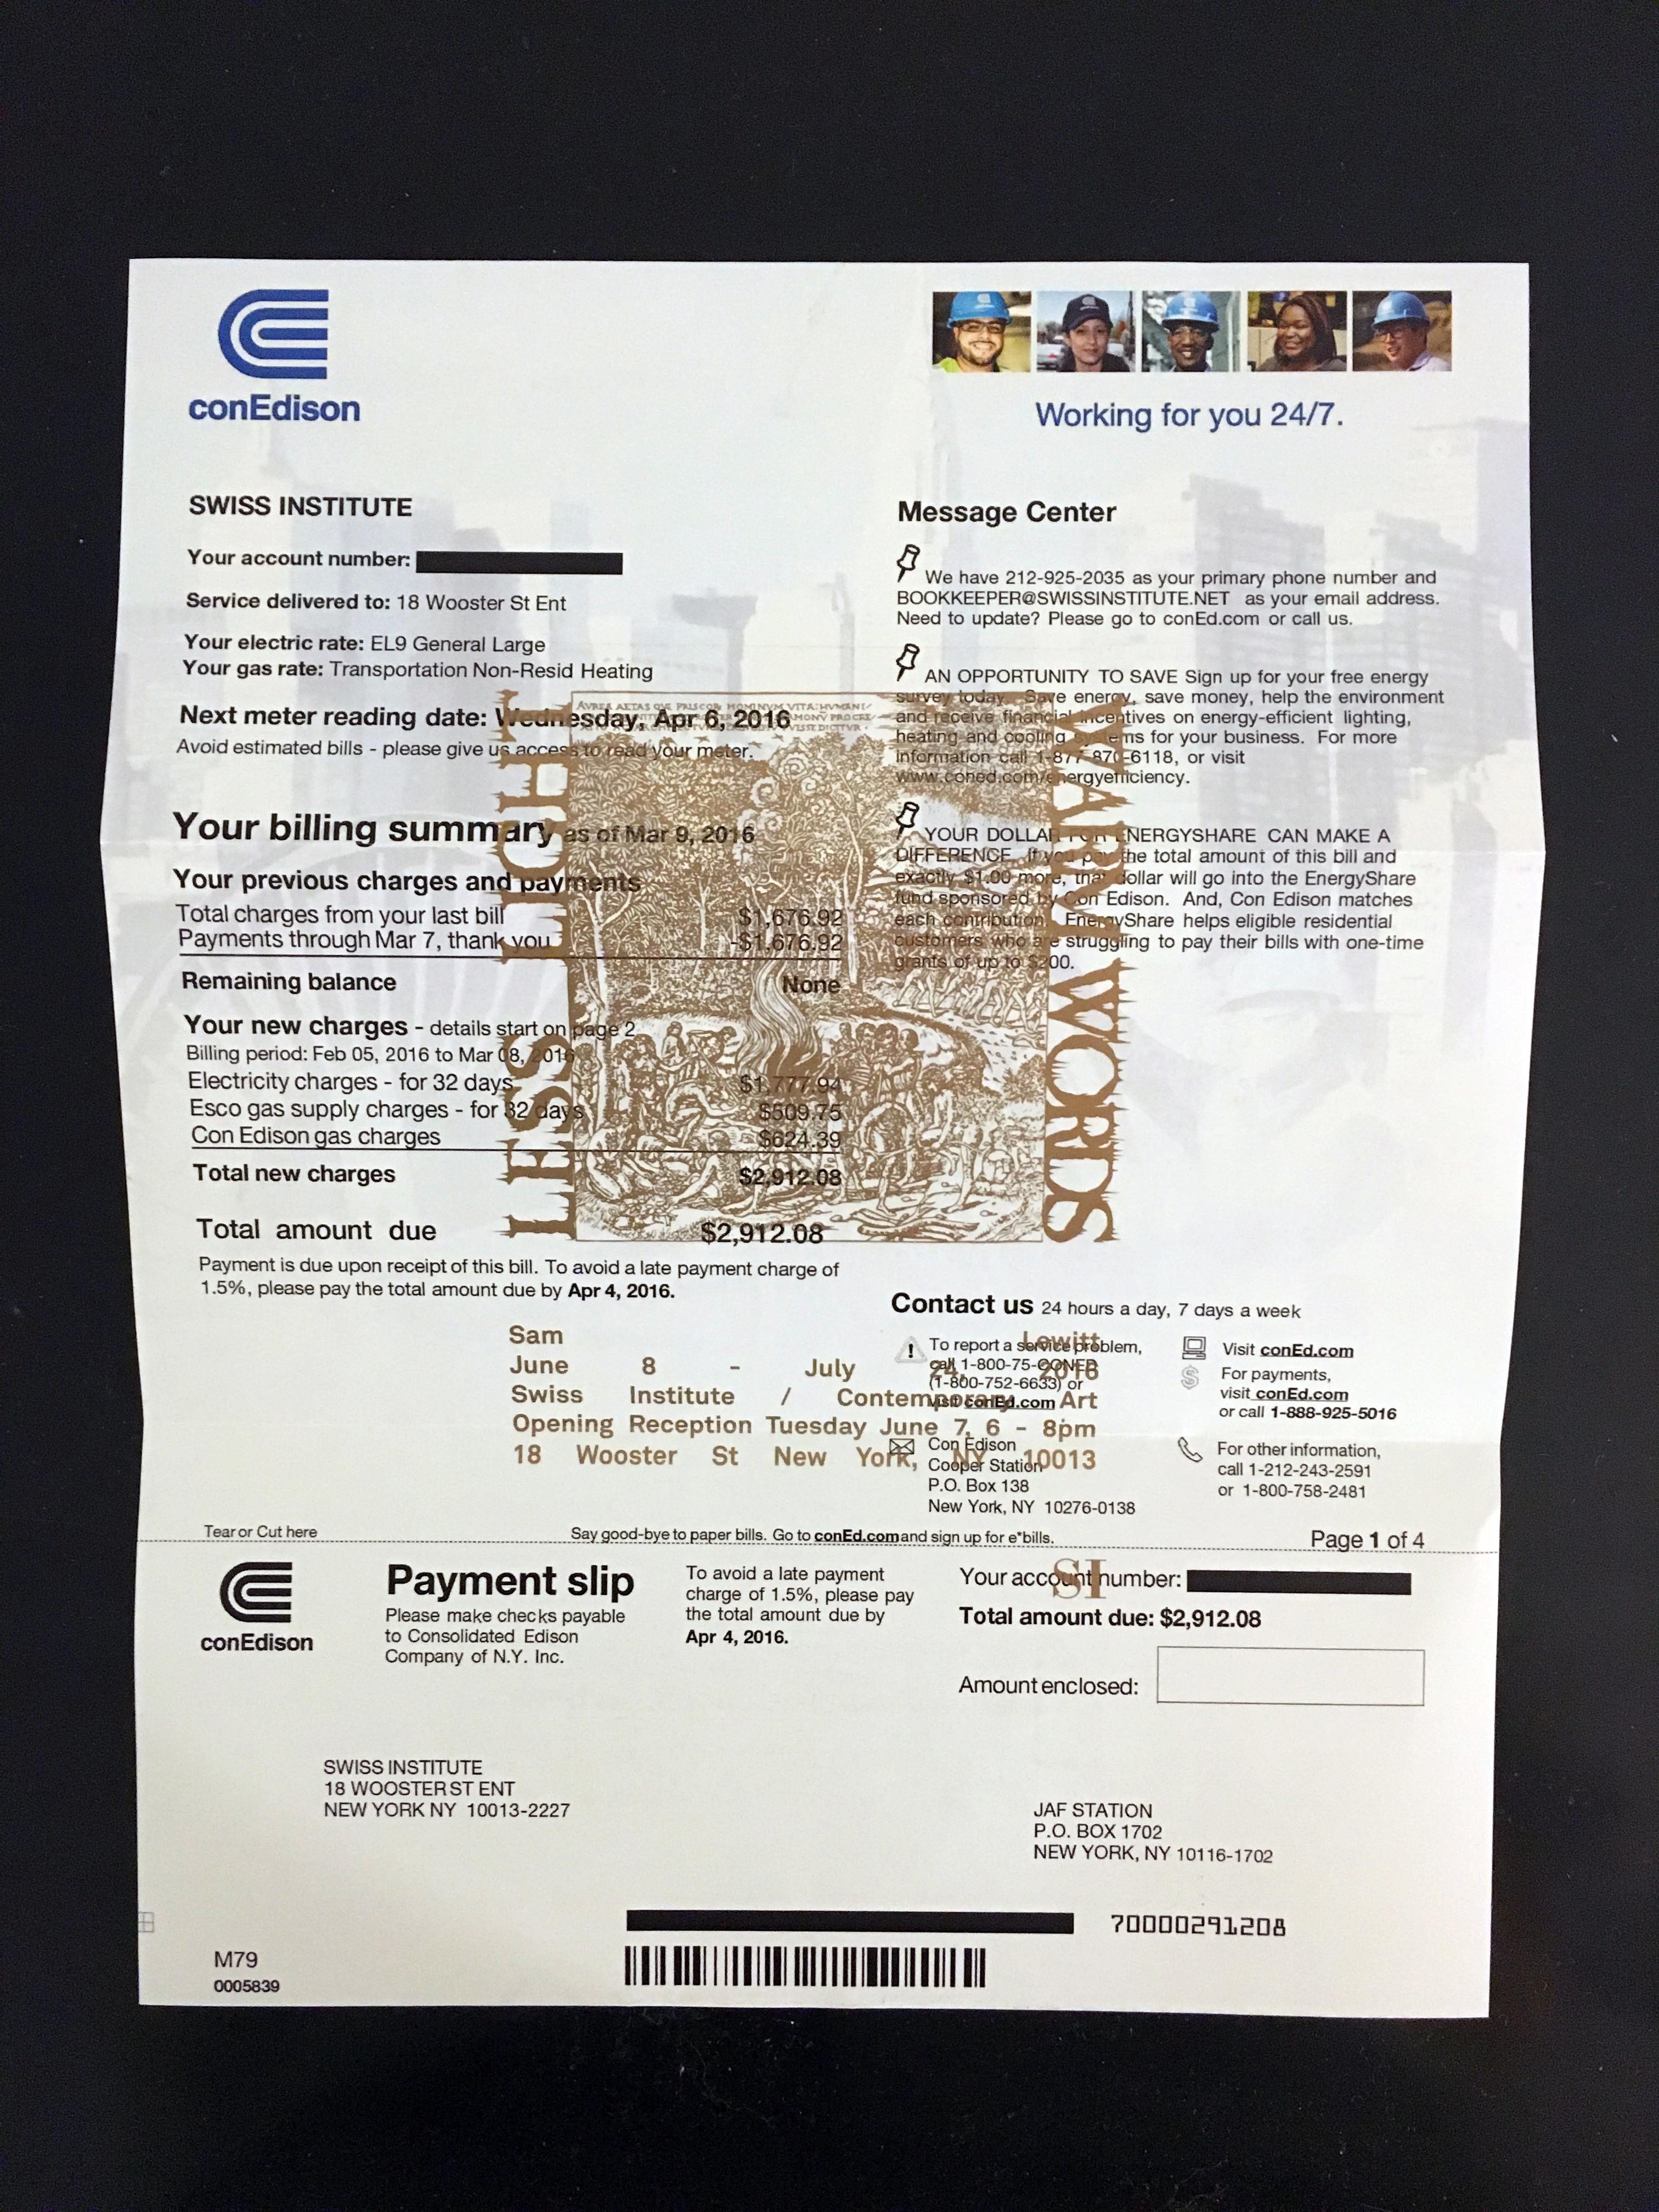 conEdison
Working for you 24/7.
SWISS INSTITUTE
Your account number:
Service delivered to: 18 Wooster St Ent
Your electric rate: EL9 General Large
Your gas rate: Transportation Non-Resid Heating
Next meter reading date: Wednesday, Apr 6, 2016
Avoid estimated bills - please give us access to read your meter.
Your billing summary as of Mar 9, 2016
Your previous charges and payments
Total charges from your last bill $1,676.92
Payments through Mar 7, thank you -$1,676.92
Remaining balance None
Your new charges - details start on page 2
Billing period: Feb 05, 2016 to Mar 08, 2016
Electricity charges - for 32 days $1,777.94
Esco gas supply charges - for 32 days $509.75
Con Edison gas charges $624.39
Total new charges $2,912.08
Total amount due $2,912.08
Payment is due upon receipt of this bill. To avoid a late payment charge of
1.5%, please pay the total amount due by Apr 4, 2016.
Message Center
We have 212-925-2035 as your primary phone number and
BOOKKEEPER@SWISSINSTITUTE.NET as your email address.
Need to update? Please go to conEd.com or call us.
AN OPPORTUNITY TO SAVE Sign up for your free energy
survey today. Save energy, save money, help the environment
and receive financial incentives on energy-efficient lighting,
heating and cooling systems for your business. For more
information call 1-877-870-6118, or visit
www.coned.com/energyefficiency.
YOUR DOLLAR FOR ENERGYSHARE CAN MAKE A
DIFFERENCE. If you pay the total amount of this bill and
exactly $1.00 more, that dollar will go into the EnergyShare
fund sponsored by Con Edison. And, Con Edison matches
each contribution. EnergyShare helps eligible residential
customers who are struggling to pay their bills with one-time
grants of up to $200.
LESS LIGHT
WARM WORDS
AVREA AETAS QVE PRISCOR HOMINVM VITA: HVMANI
Sam Lewitt
June 8 - July 24, 2016
Swiss Institute / Contemporary Art
Opening Reception Tuesday June 7, 6 - 8pm
18 Wooster St New York, NY 10013
SI
Contact us 24 hours a day, 7 days a week
To report a service problem,
call 1-800-75-CONED
(1-800-752-6633) or
visit conEd.com
Con Edison
Cooper Station
P.O. Box 138
New York, NY 10276-0138
Visit conEd.com
For payments,
visit conEd.com
or call 1-888-925-5016
For other information,
call 1-212-243-2591
or 1-800-758-2481
Tear or Cut here
Say good-bye to paper bills. Go to conEd.com and sign up for e*bills.
Page 1 of 4
conEdison
Payment slip
Please make checks payable
to Consolidated Edison
Company of N.Y. Inc.
To avoid a late payment
charge of 1.5%, please pay
the total amount due by
Apr 4, 2016.
Your account number:
Total amount due: $2,912.08
Amount enclosed:
SWISS INSTITUTE
18 WOOSTER ST ENT
NEW YORK NY 10013-2227
JAF STATION
P.O. BOX 1702
NEW YORK, NY 10116-1702
70000291208
M79
0005839